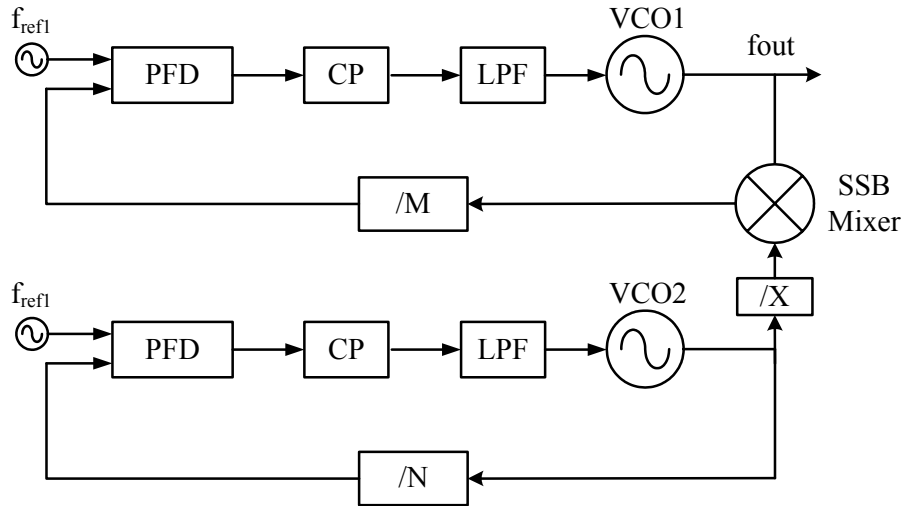 f_ref1
VCO1
fout
PFD
CP
LPF
/M
SSB
Mixer
/X
f_ref1
VCO2
PFD
CP
LPF
/N